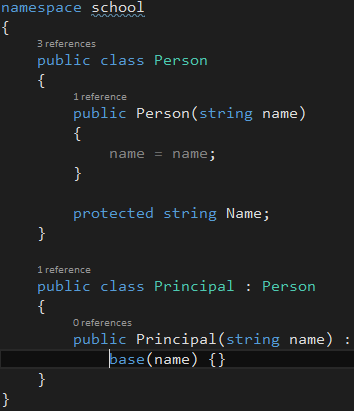 namespace school
{
3 references
public class Person
{
1 reference
public Person(string name)
{
name = name;
}
protected string Name;
}
1 reference
public class Principal : Person
{
0 references
public Principal(string name) :
base(name) {}
}
}